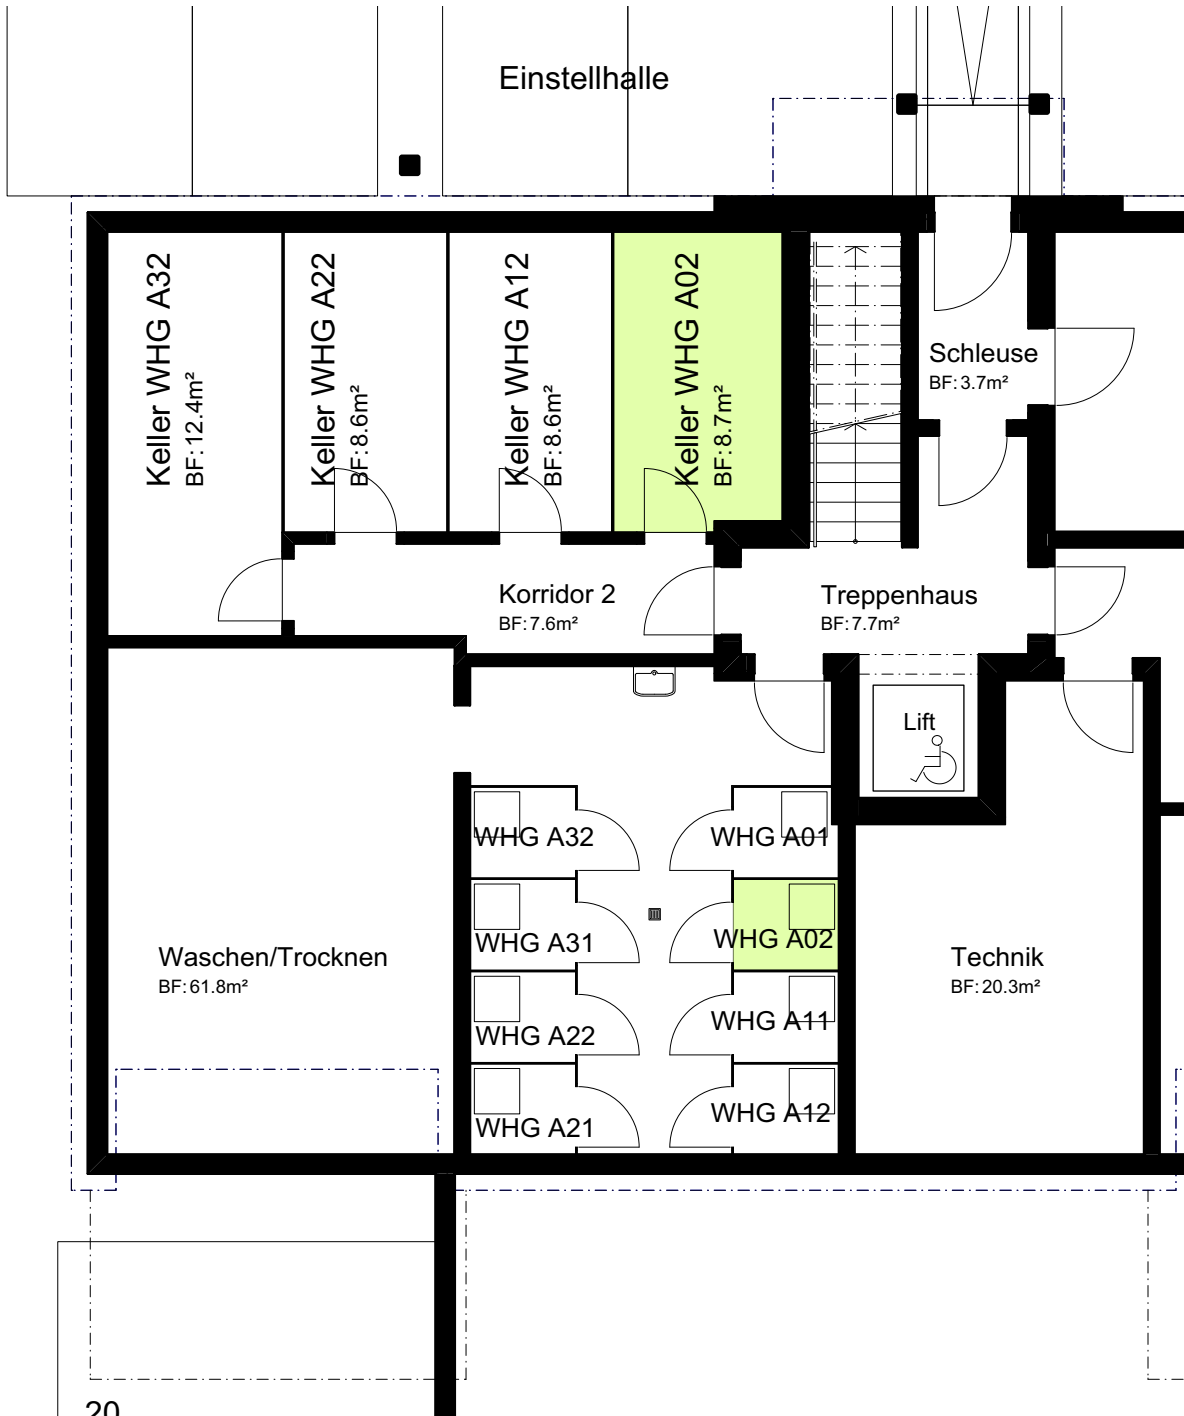 Einstellhalle
Keller WHG A32
BF:12.4m²
Keller WHG A22
BF:8.6m²
Keller WHG A12
BF:8.6m²
Keller WHG A02
BF:8.7m²
Schleuse
BF:3.7m²
Korridor 2
BF:7.6m²
Treppenhaus
BF:7.7m²
Lift
WHG A32
WHG A01
WHG A31
WHG A02
Waschen/Trocknen
BF:61.8m²
Technik
BF:20.3m²
WHG A22
WHG A11
WHG A21
WHG A12
20